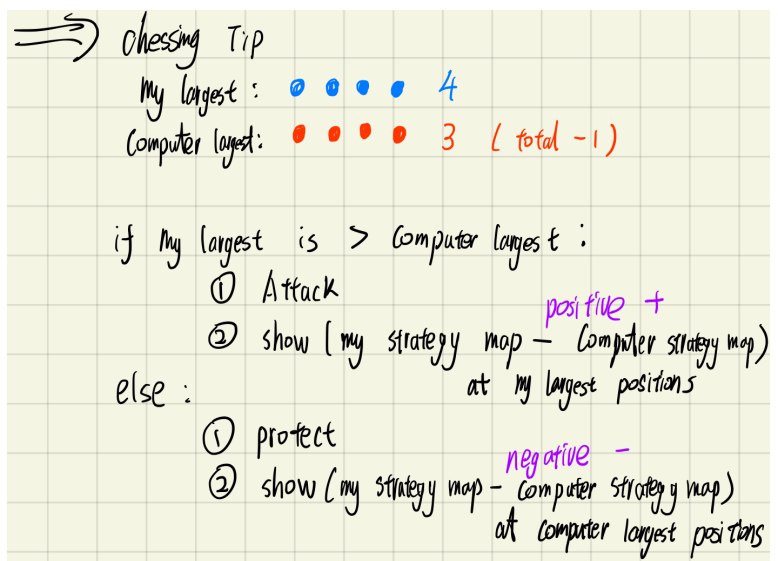 chessing Tip
My largest : 4
Computer largest: 3 ( total -1)
if my largest is > Computer largest :
① Attack
positive +
② show (my strategy map - Computer strategy map)
at my largest positions
else :
① protect
negative -
② show (my strategy map - Computer strategy map)
at computer largest positions